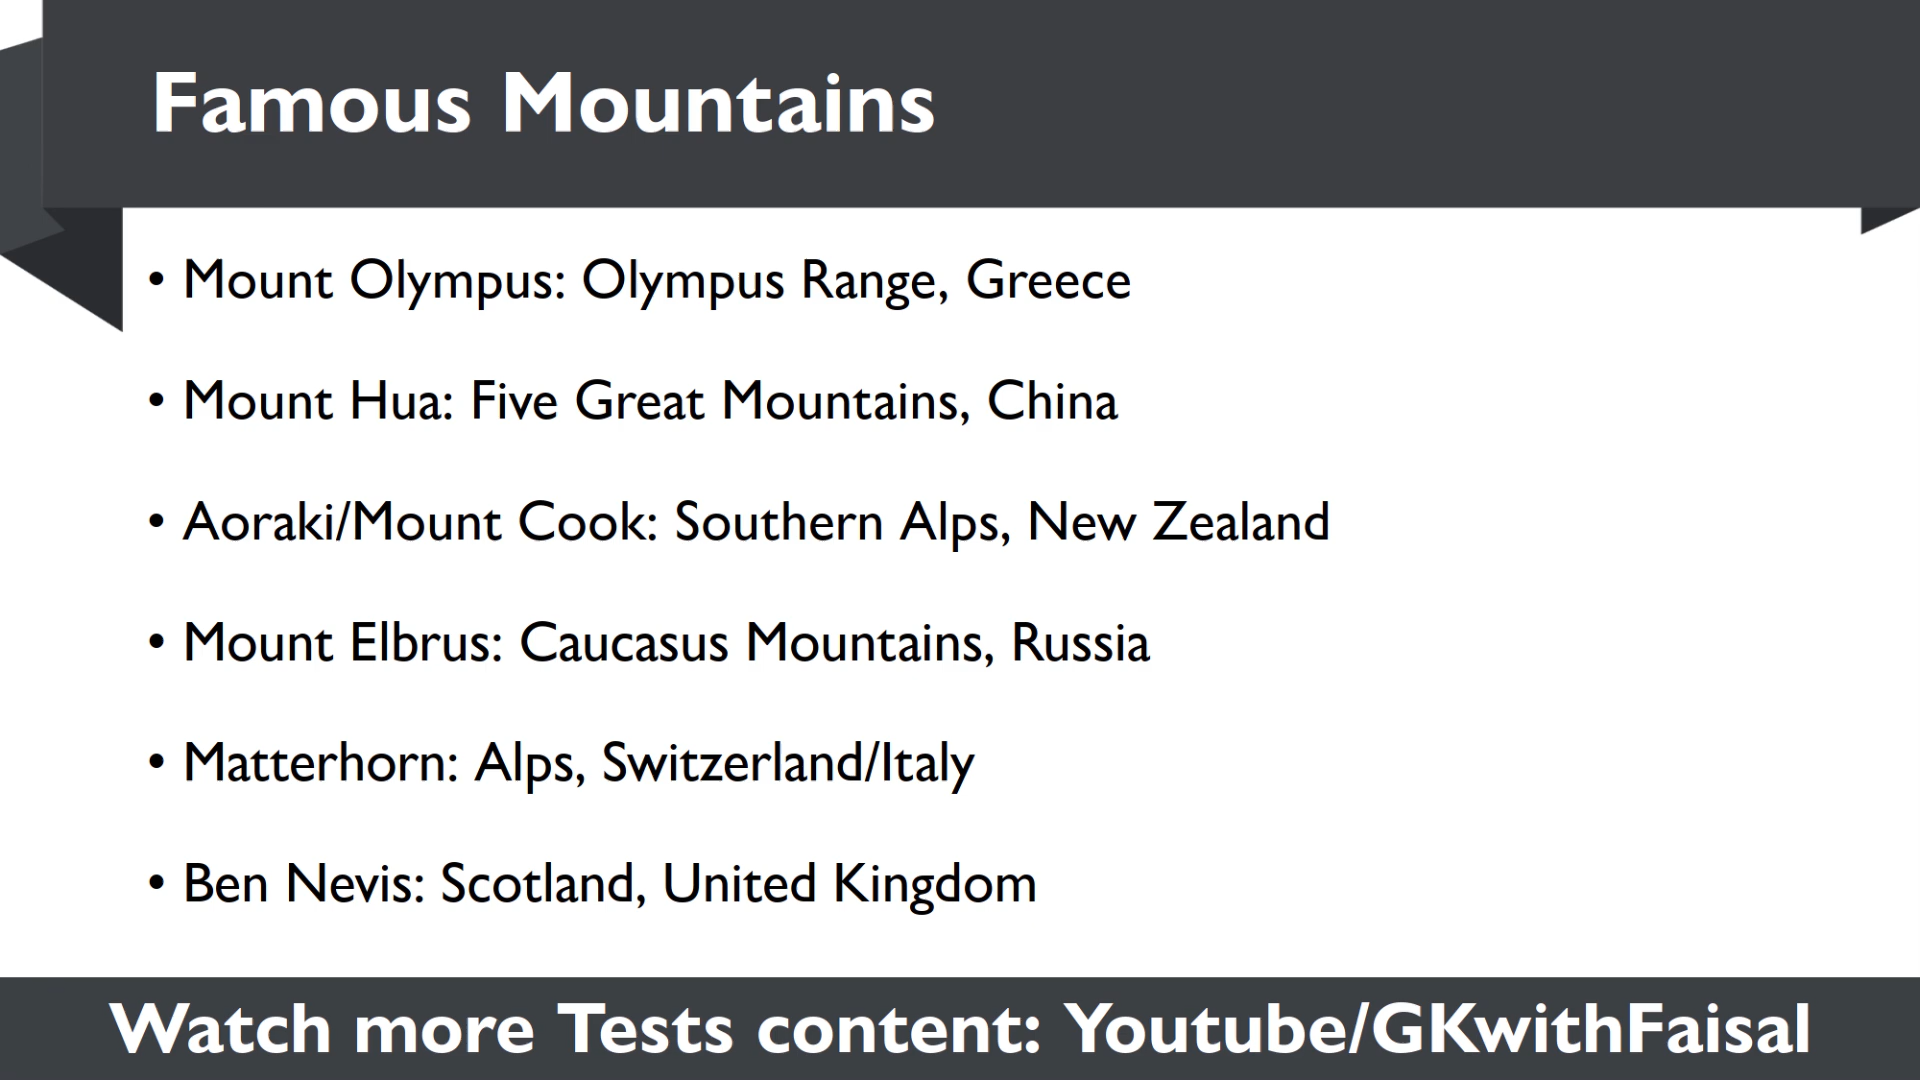 Famous Mountains
• Mount Olympus: Olympus Range, Greece
• Mount Hua: Five Great Mountains, China
• Aoraki/Mount Cook: Southern Alps, New Zealand
• Mount Elbrus: Caucasus Mountains, Russia
• Matterhorn: Alps, Switzerland/Italy
• Ben Nevis: Scotland, United Kingdom
Watch more Tests content: Youtube/GKwithFaisal